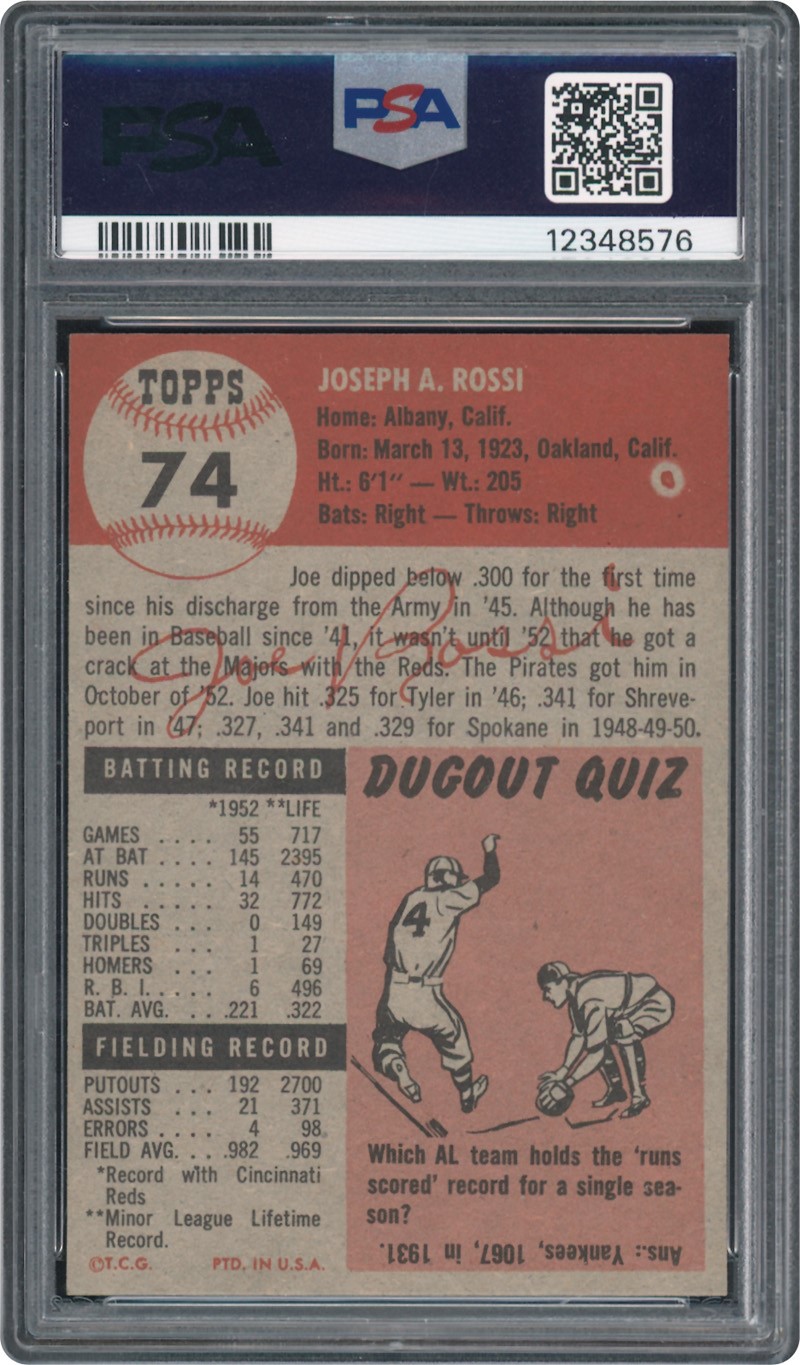 PSA
PSA
12348576
TOPPS
74
JOSEPH A. ROSSI
Home: Albany, Calif.
Born: March 13, 1923, Oakland, Calif.
Ht.: 6'1" — Wt.: 205
Bats: Right — Throws: Right
Joe dipped below .300 for the first time
since his discharge from the Army in '45. Although he has
been in Baseball since '41, it wasn't until '52 that he got a
crack at the Majors with the Reds. The Pirates got him in
October of '52. Joe hit .325 for Tyler in '46; .341 for Shreve-
port in '47; .327, .341 and .329 for Spokane in 1948-49-50.
Joe Rossi
BATTING RECORD
*1952 **LIFE
GAMES .... 55 717
AT BAT .... 145 2395
RUNS ..... 14 470
HITS ..... 32 772
DOUBLES ... 0 149
TRIPLES ... 1 27
HOMERS ... 1 69
R. B. I. .... 6 496
BAT. AVG. ... .221 .322
FIELDING RECORD
PUTOUTS ... 192 2700
ASSISTS ... 21 371
ERRORS .... 4 98
FIELD AVG. ... .982 .969
*Record with Cincinnati
Reds
**Minor League Lifetime
Record.
©T.C.G. PTD. IN U.S.A.
DUGOUT QUIZ
4
Which AL team holds the 'runs
scored' record for a single sea-
son?
Ans.: Yankees, 1067, in 1931.